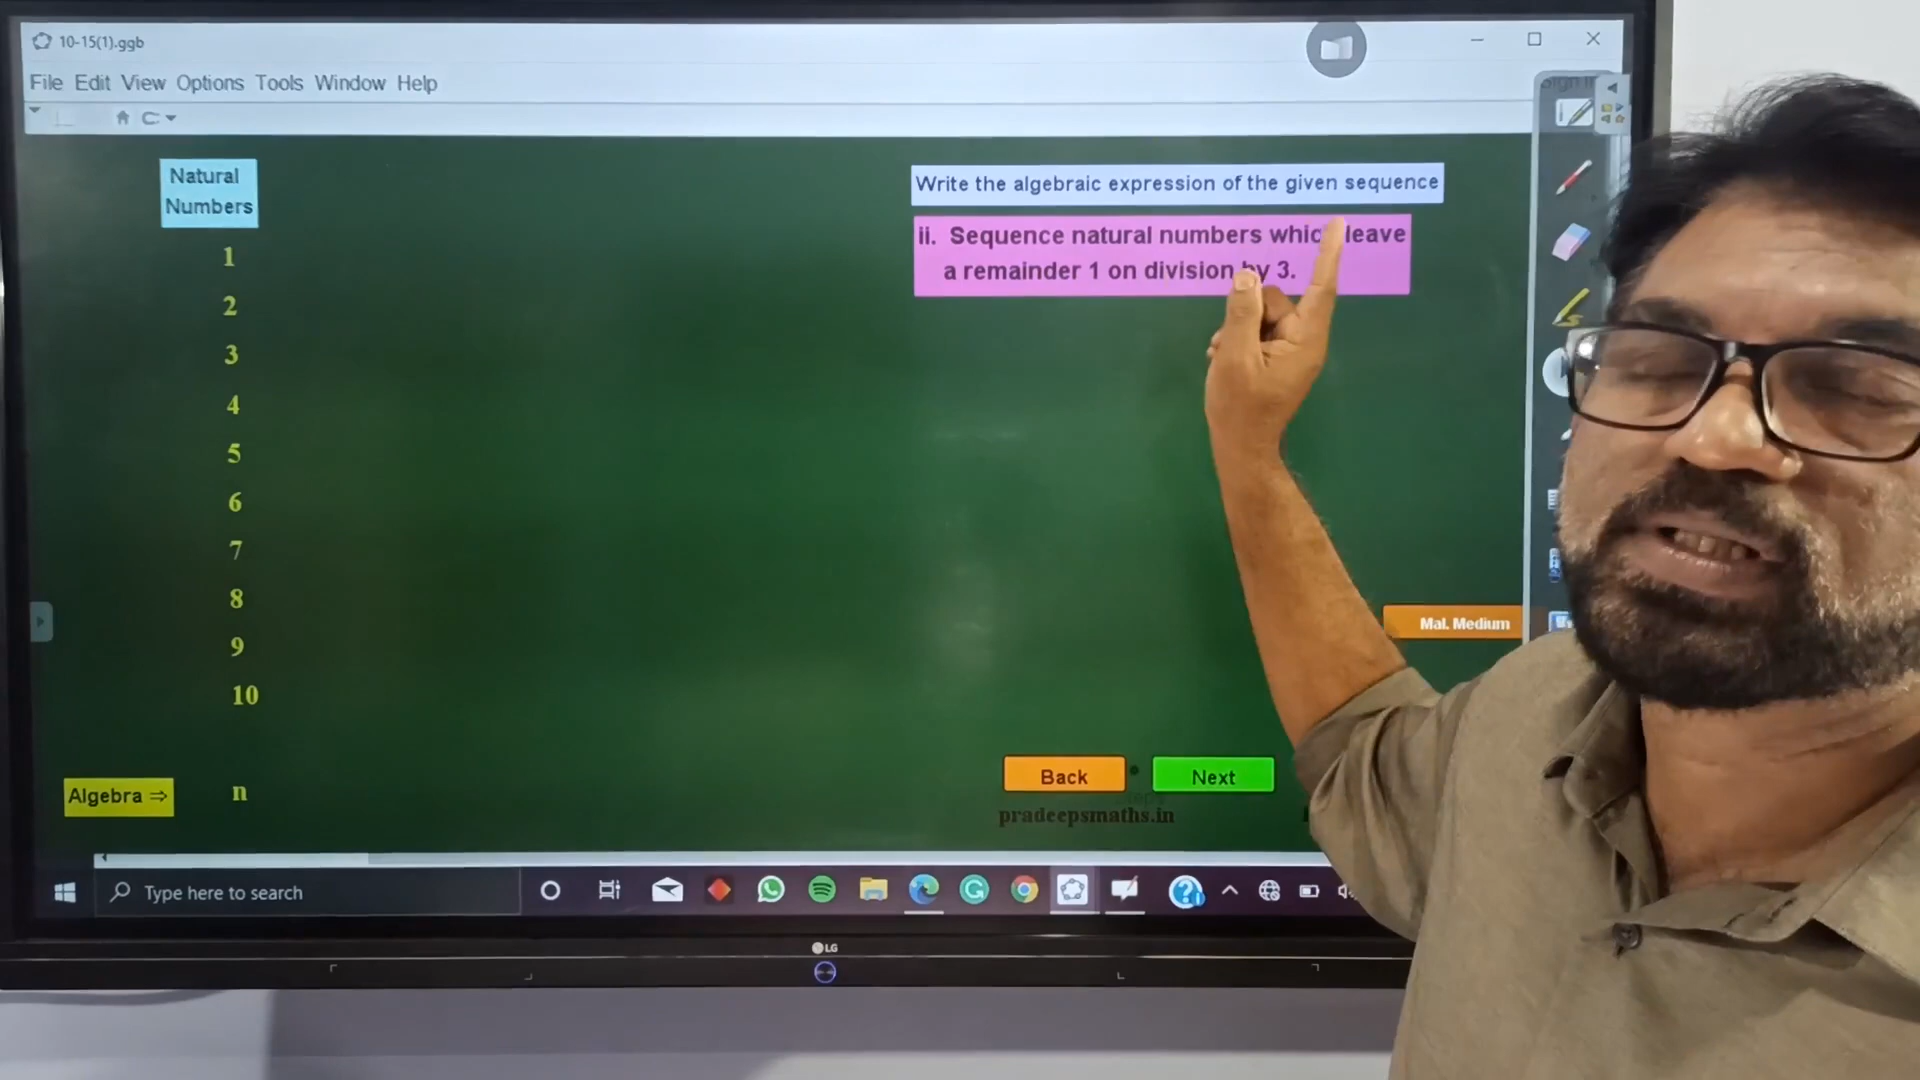 10-15(1).ggb
File Edit View Options Tools Window Help
Natural
Numbers
1
2
3
4
5
6
7
8
9
10
Algebra ⇒ n
Write the algebraic expression of the given sequence
ii. Sequence natural numbers which leave
a remainder 1 on division by 3.
Mal. Medium
Back Next
pradeepsmaths.in
Type here to search
LG